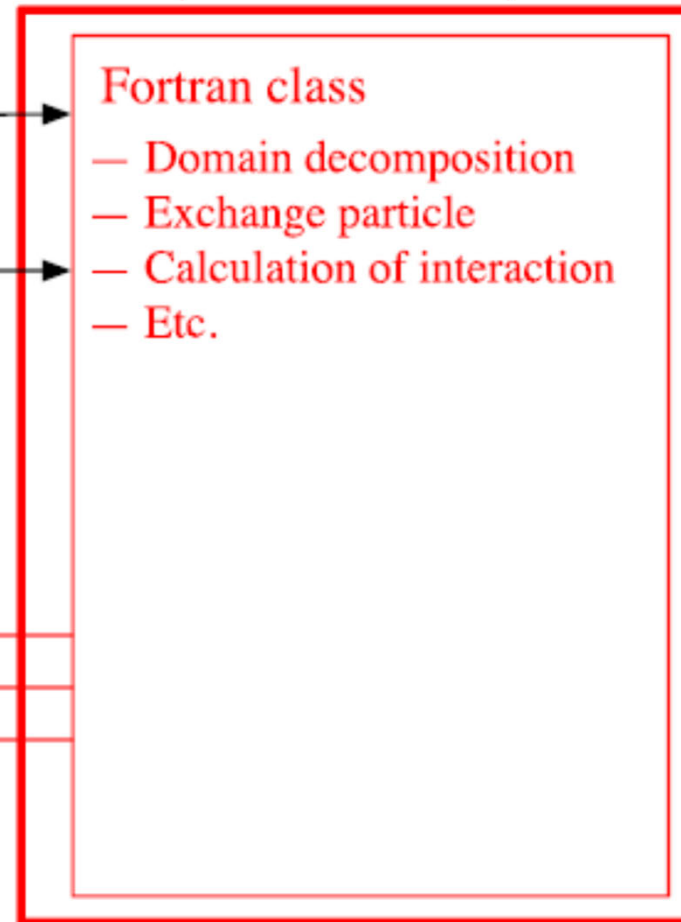 Fortran class
— Domain decomposition
— Exchange particle
— Calculation of interaction
— Etc.